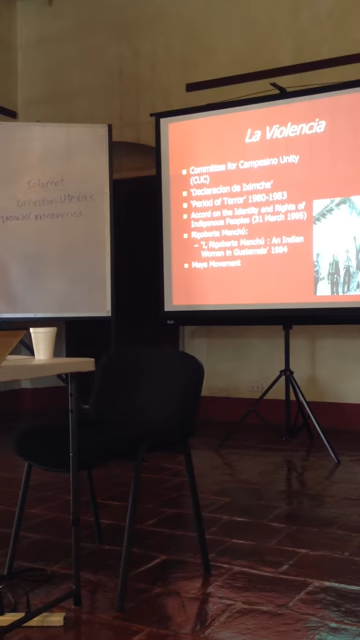 Internet
La Violencia
Committee for Campesino Unity
(CUC)
'Declaracion de Iximche'
'Period of Terror' 1980-1983
Accord on the Identity and Rights of
Indigenous Peoples (31 March 1995)
Rigoberta Menchú:
– 'I, Rigoberta Menchú : An Indian
Woman in Guatemala' 1984
Maya Movement